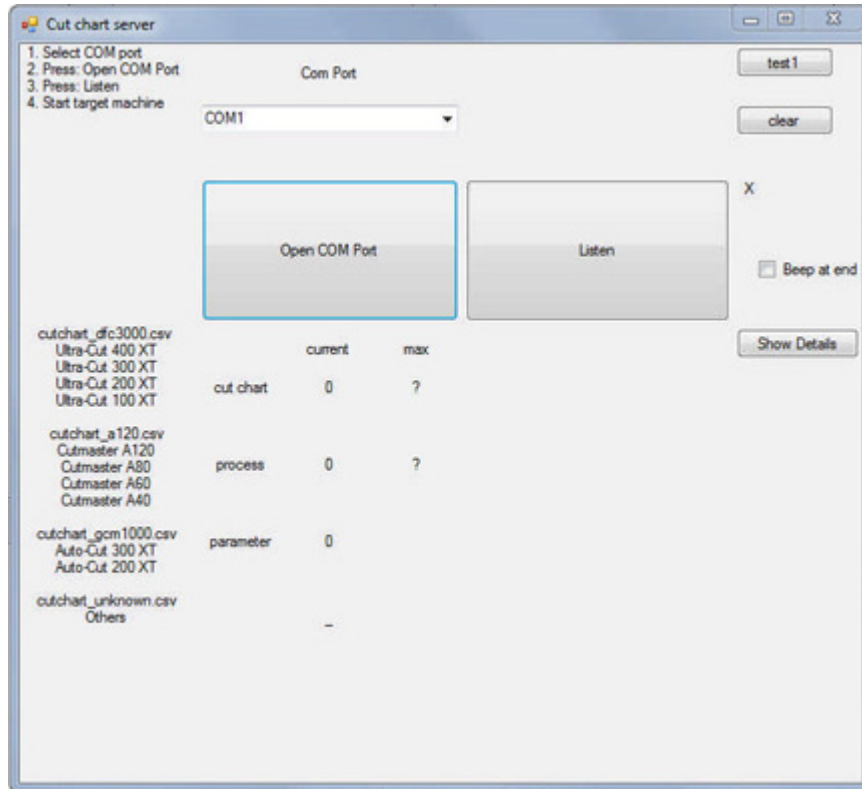 Cut chart server
1. Select COM port
2. Press: Open COM Port
3. Press: Listen
4. Start target machine
Com Port
COM1
test1
clear
Open COM Port
Listen
X
Beep at end
Show Details
cutchart_dfc3000.csv
Ultra-Cut 400 XT
Ultra-Cut 300 XT
Ultra-Cut 200 XT
Ultra-Cut 100 XT
current max
cut chart 0 ?
cutchart_a120.csv
Cutmaster A120
Cutmaster A80
Cutmaster A60
Cutmaster A40
process 0 ?
cutchart_gcm1000.csv
Auto-Cut 300 XT
Auto-Cut 200 XT
parameter 0
cutchart_unknown.csv
Others
_